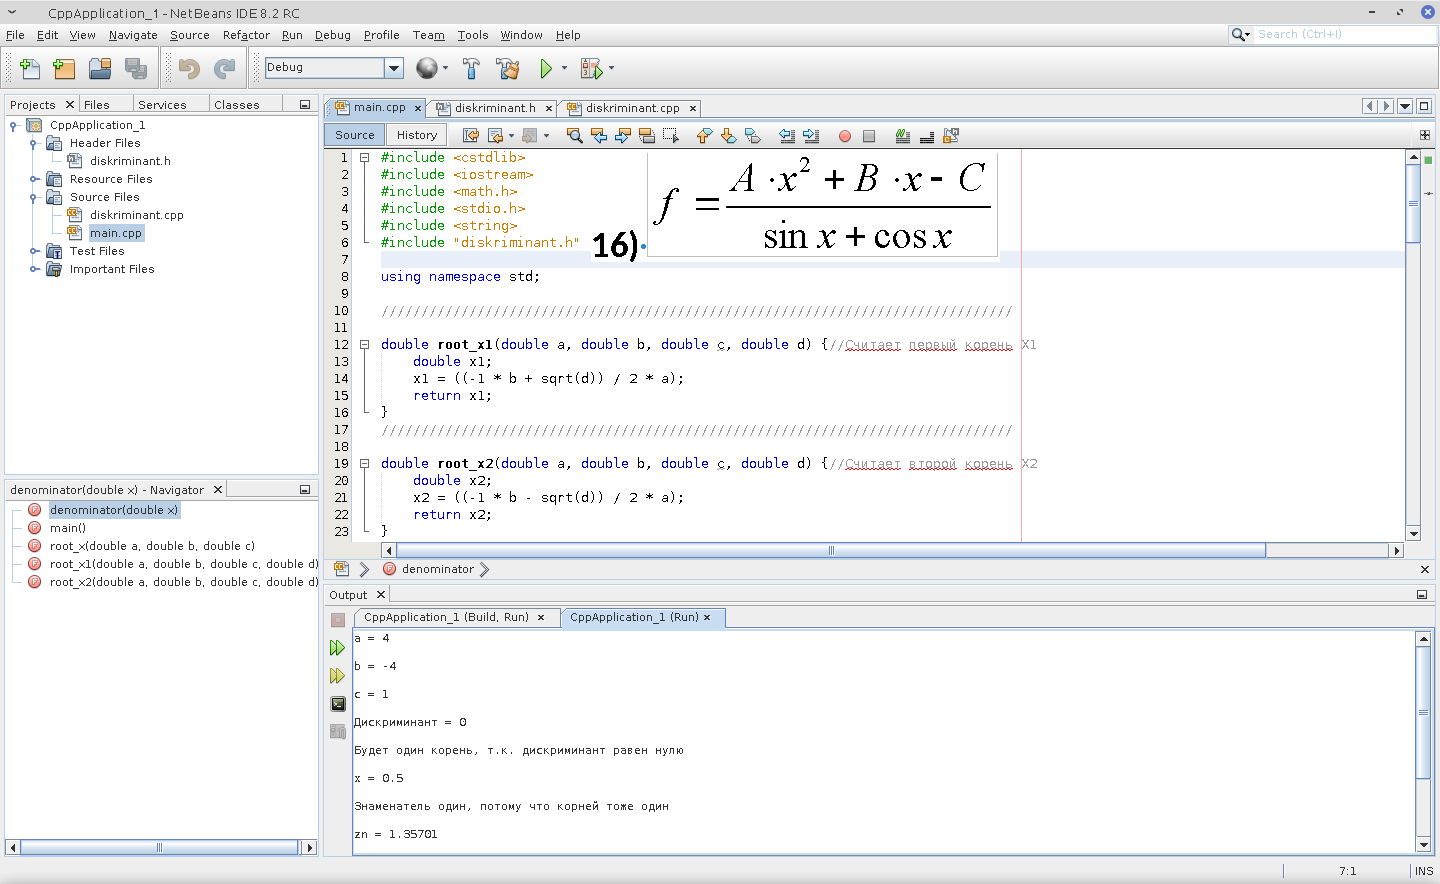 CppApplication_1 - NetBeans IDE 8.2 RC
File Edit View Navigate Source Refactor Run Debug Profile Team Tools Window Help
Search (Ctrl+I)
Debug
Projects Files Services Classes
CppApplication_1
Header Files
diskriminant.h
Resource Files
Source Files
diskriminant.cpp
main.cpp
Test Files
Important Files
denominator(double x) - Navigator
denominator(double x)
main()
root_x(double a, double b, double c)
root_x1(double a, double b, double c, double d)
root_x2(double a, double b, double c, double d)
main.cpp diskriminant.h diskriminant.cpp
Source History
1 #include <cstdlib>
2 #include <iostream>
3 #include <math.h>
4 #include <stdio.h>
5 #include <string>
6 #include "diskriminant.h"
7
8 using namespace std;
9
10 ///////////////////////////////////////////////////////////////////////////////
11
12 double root_x1(double a, double b, double c, double d) {//Считает первый корень X1
13 double x1;
14 x1 = ((-1 * b + sqrt(d)) / 2 * a);
15 return x1;
16 }
17 ///////////////////////////////////////////////////////////////////////////////
18
19 double root_x2(double a, double b, double c, double d) {//Считает второй корень X2
20 double x2;
21 x2 = ((-1 * b - sqrt(d)) / 2 * a);
22 return x2;
23 }
16)
f = A · x² + B · x - C
sin x + cos x
denominator
Output
CppApplication_1 (Build, Run) CppApplication_1 (Run)
a = 4
b = -4
c = 1
Дискриминант = 0
Будет один корень, т.к. дискриминант равен нулю
x = 0.5
Знаменатель один, потому что корней тоже один
zn = 1.35701
7:1 INS